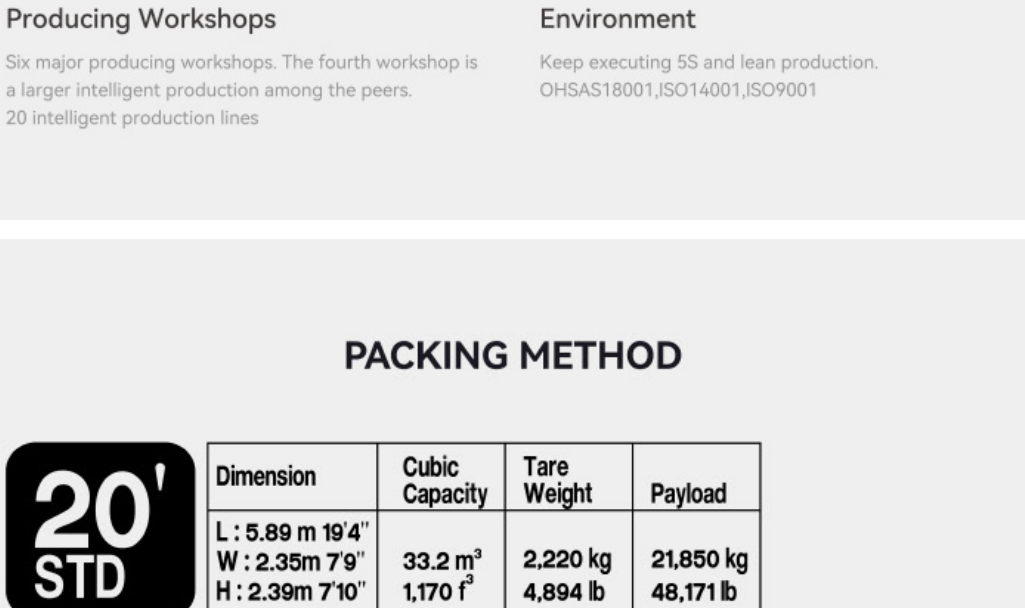 Producing Workshops
Six major producing workshops. The fourth workshop is
a larger intelligent production among the peers.
20 intelligent production lines
Environment
Keep executing 5S and lean production.
OHSAS18001,ISO14001,ISO9001
PACKING METHOD
20'
STD
Dimension
Cubic
Capacity
Tare
Weight
Payload
L : 5.89 m 19'4"
W : 2.35m 7'9"
H : 2.39m 7'10"
33.2 m³
1,170 f³
2,220 kg
4,894 lb
21,850 kg
48,171 lb